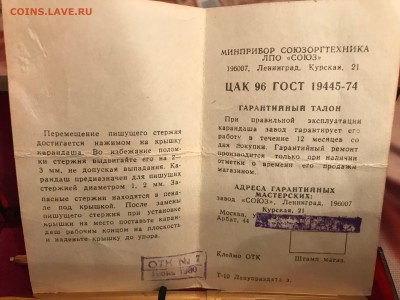 COINS.LAVE.RU
Перемещение пишущего стержня
достигается нажимом на крышку
карандаша. Во избежание полом-
ки стержня выдвигайте его на 2—
3 мм, не допуская выпадания. Ка-
рандаш предназначен для пишущих
стержней диаметром 1, 2 мм. За-
пасные стержни находятся в пена-
ле под крышкой. После замены
пишущего стержня при установке
крышки на место поставьте каран-
даш рабочим концом на плоскость
и наденьте крышку до упора.
ОТК № 7
1980
МИНПРИБОР СОЮЗОРГТЕХНИКА
ЛПО «СОЮЗ»
196007, Ленинград, Курская, 21
ЦАК 96 ГОСТ 19445-74
ГАРАНТИЙНЫЙ ТАЛОН
При правильной эксплуатации
карандаша завод гарантирует его
работу в течение 12 месяцев со
дня покупки. Гарантийный ремонт
производится только при наличии
отметки о времени его продажи
магазином.
АДРЕСА ГАРАНТИЙНЫХ
МАСТЕРСКИХ:
завод «СОЮЗ», Ленинград, 196007
Курская, 21
Москва,
Арбат, 44
Клеймо ОТК Штамп магаз.